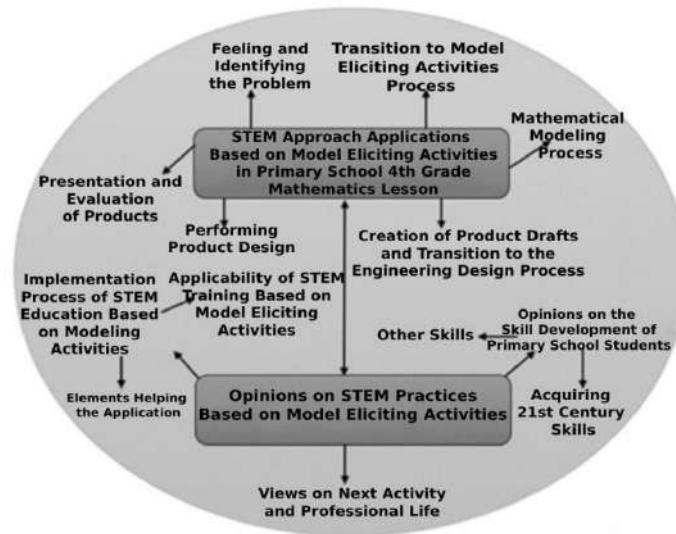 Feeling and
Identifying
the Problem
Transition to Model
Eliciting Activities
Process
STEM Approach Applications
Based on Model Eliciting Activities
in Primary School 4th Grade
Mathematics Lesson
Mathematical
Modeling
Process
Presentation and
Evaluation
of Products
Performing
Product Design
Creation of Product Drafts
and Transition to the
Engineering Design Process
Implementation
Process of STEM
Education Based
on Modeling
Activities
Applicability of STEM
Training Based on
Model Eliciting
Activities
Other Skills
Opinions on the
Skill Development of
Primary School Students
Elements Helping
the Application
Opinions on STEM Practices
Based on Model Eliciting Activities
Acquiring
21st Century
Skills
Views on Next Activity
and Professional Life